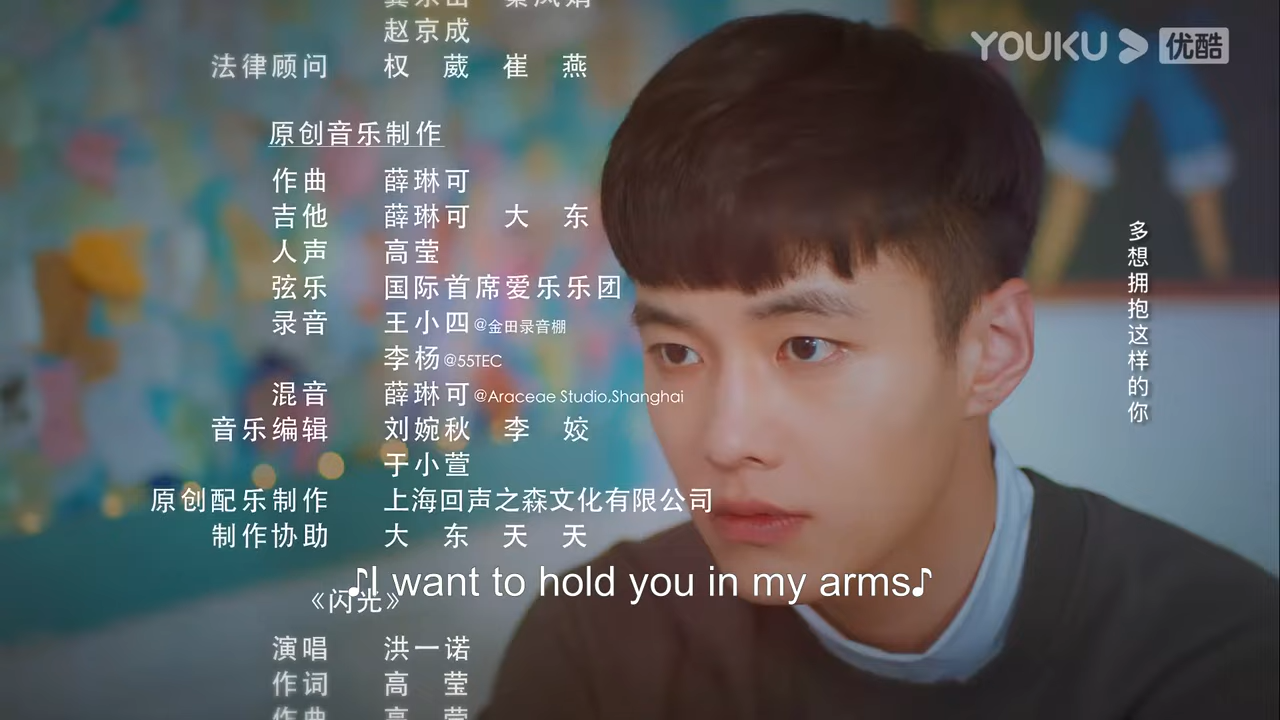 赵京成
法律顾问 权 葳 崔 燕
YOUKU 优酷
原创音乐制作
作曲 薛琳可
吉他 薛琳可 大 东
人声 高莹
弦乐 国际首席爱乐乐团
录音 王小四@金田录音棚
李杨@55TEC
混音 薛琳可@Araceae Studio,Shanghai
音乐编辑 刘婉秋 李 姣
于小萱
原创配乐制作 上海回声之森文化有限公司
制作协助 大 东 天 天
多想拥抱这样的你
♪I want to hold you in my arms♪
《闪光》
演唱 洪一诺
作词 高 莹
作曲 高 莹